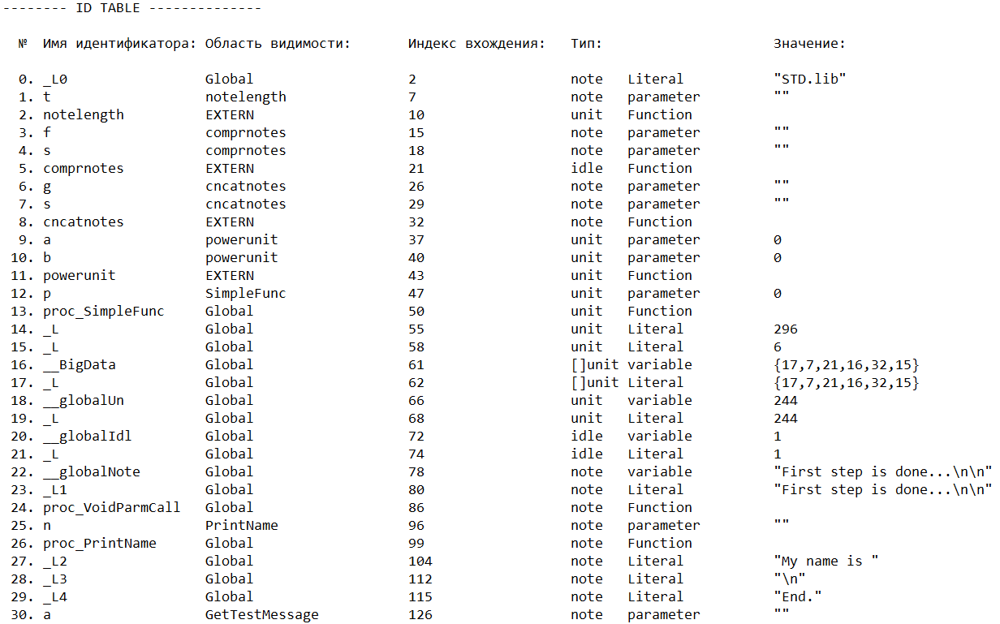 -------- ID TABLE --------------
№ Имя идентификатора: Область видимости: Индекс вхождения: Тип: Значение:
0. _L0 Global 2 note Literal "STD.lib"
1. t notelength 7 note parameter ""
2. notelength EXTERN 10 unit Function
3. f comprnotes 15 note parameter ""
4. s comprnotes 18 note parameter ""
5. comprnotes EXTERN 21 idle Function
6. g cncatnotes 26 note parameter ""
7. s cncatnotes 29 note parameter ""
8. cncatnotes EXTERN 32 note Function
9. a powerunit 37 unit parameter 0
10. b powerunit 40 unit parameter 0
11. powerunit EXTERN 43 unit Function
12. p SimpleFunc 47 unit parameter 0
13. proc_SimpleFunc Global 50 unit Function
14. _L Global 55 unit Literal 296
15. _L Global 58 unit Literal 6
16. __BigData Global 61 []unit variable {17,7,21,16,32,15}
17. _L Global 62 []unit Literal {17,7,21,16,32,15}
18. __globalUn Global 66 unit variable 244
19. _L Global 68 unit Literal 244
20. __globalIdl Global 72 idle variable 1
21. _L Global 74 idle Literal 1
22. __globalNote Global 78 note variable "First step is done...\n\n"
23. _L1 Global 80 note Literal "First step is done...\n\n"
24. proc_VoidParmCall Global 86 note Function
25. n PrintName 96 note parameter ""
26. proc_PrintName Global 99 note Function
27. _L2 Global 104 note Literal "My name is "
28. _L3 Global 112 note Literal "\n"
29. _L4 Global 115 note Literal "End."
30. a GetTestMessage 126 note parameter ""